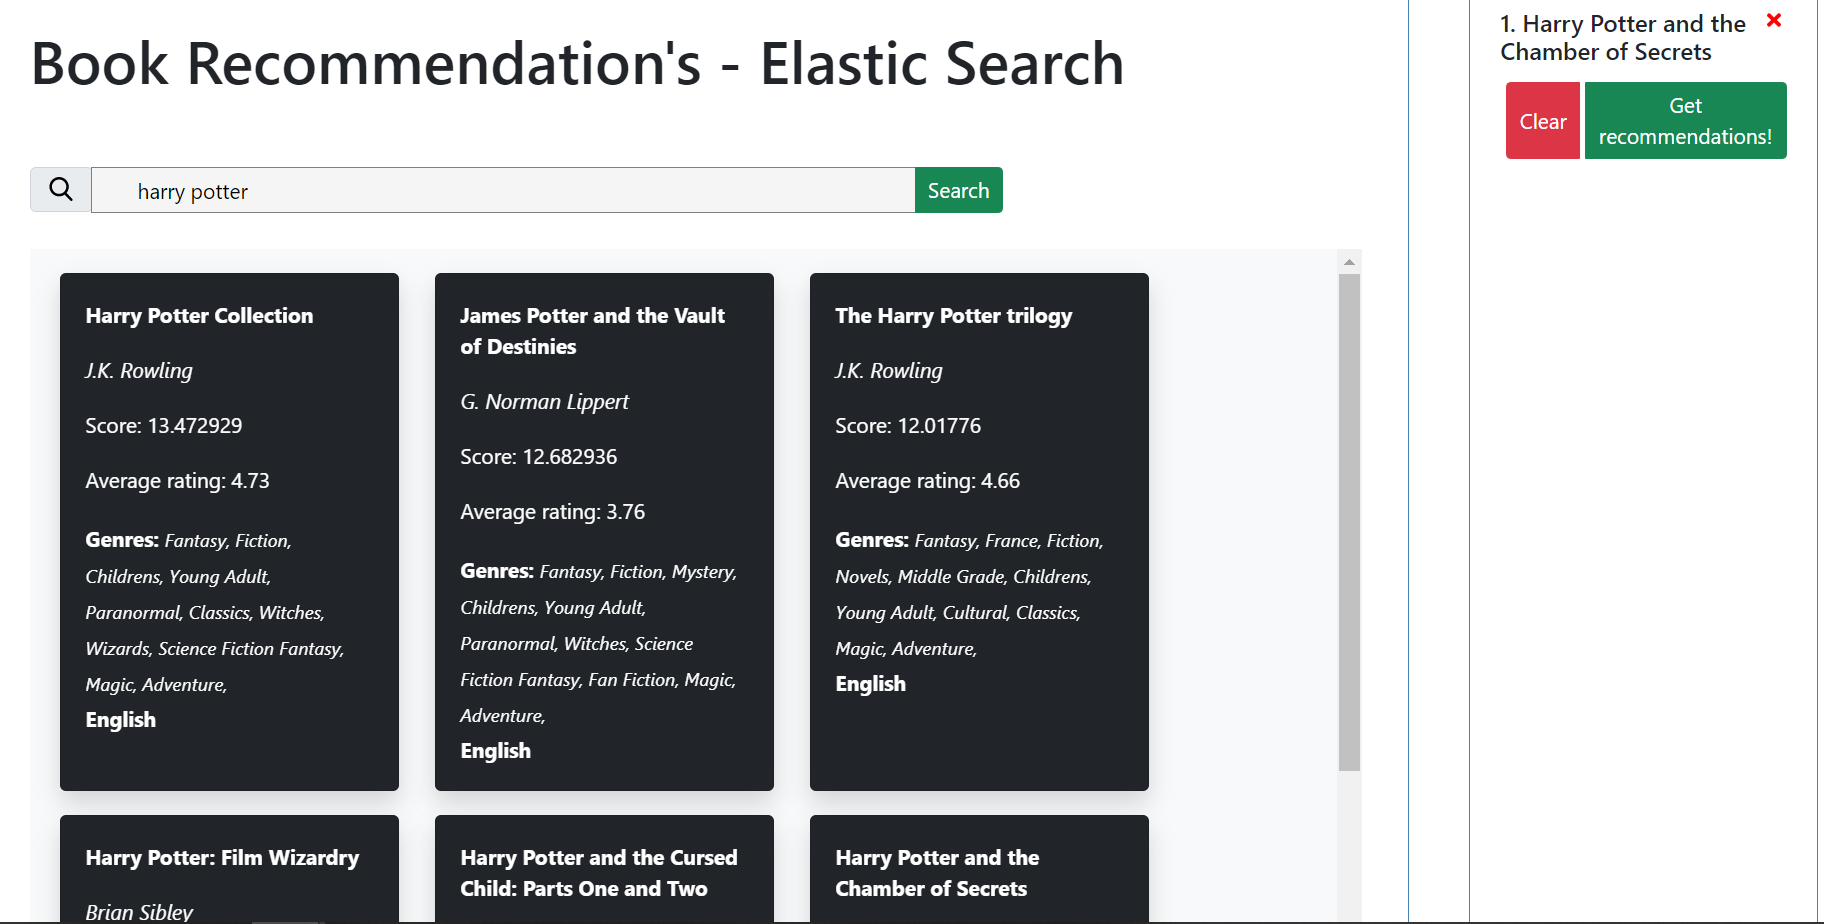 Book Recommendation's - Elastic Search
harry potter
Search
Harry Potter Collection
J.K. Rowling
Score: 13.472929
Average rating: 4.73
Genres: Fantasy, Fiction,
Childrens, Young Adult,
Paranormal, Classics, Witches,
Wizards, Science Fiction Fantasy,
Magic, Adventure,
English
James Potter and the Vault
of Destinies
G. Norman Lippert
Score: 12.682936
Average rating: 3.76
Genres: Fantasy, Fiction, Mystery,
Childrens, Young Adult,
Paranormal, Witches, Science
Fiction Fantasy, Fan Fiction, Magic,
Adventure,
English
The Harry Potter trilogy
J.K. Rowling
Score: 12.01776
Average rating: 4.66
Genres: Fantasy, France, Fiction,
Novels, Middle Grade, Childrens,
Young Adult, Cultural, Classics,
Magic, Adventure,
English
Harry Potter: Film Wizardry
Brian Sibley
Harry Potter and the Cursed
Child: Parts One and Two
Harry Potter and the
Chamber of Secrets
1. Harry Potter and the
Chamber of Secrets
Clear
Get
recommendations!